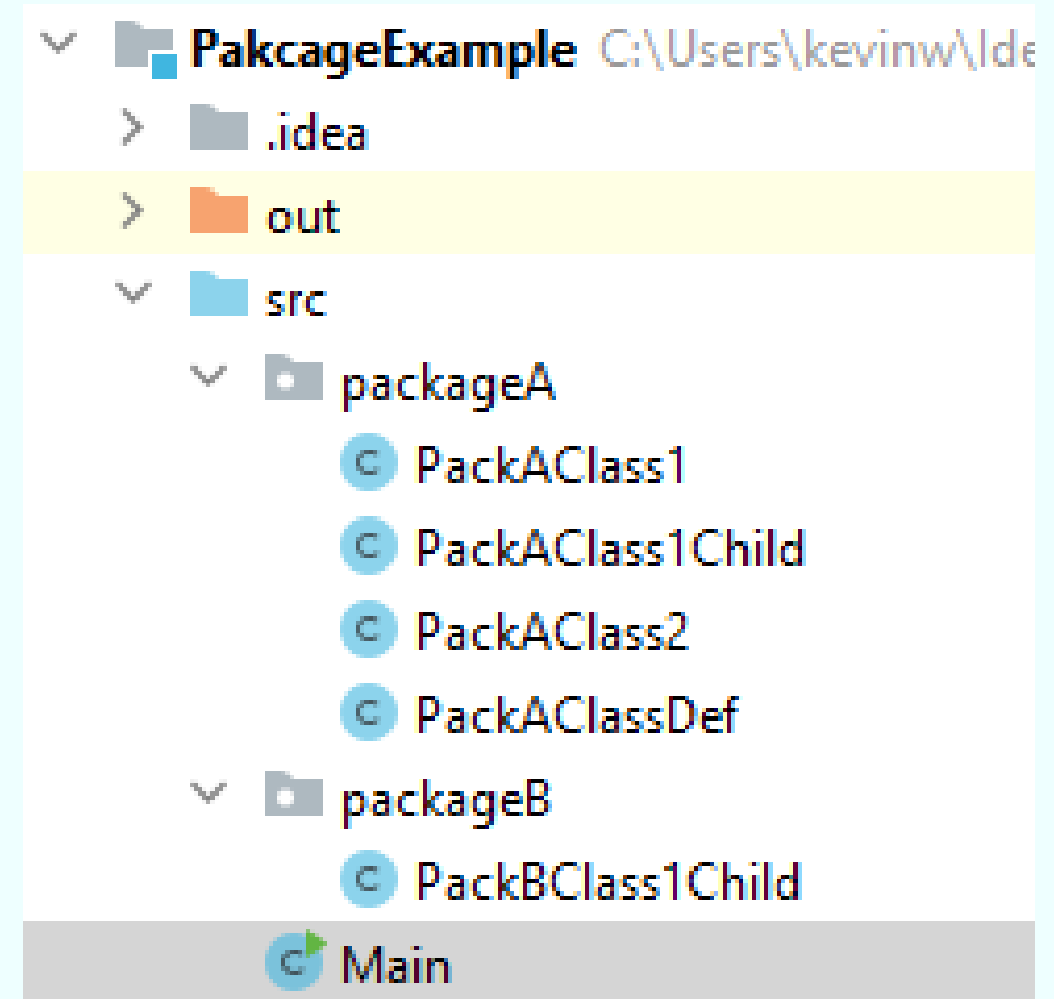 PakcageExample C:\Users\kevinw\Ide
.idea
out
src
packageA
C PackAClass1
C PackAClass1Child
C PackAClass2
C PackAClassDef
packageB
C PackBClass1Child
C Main